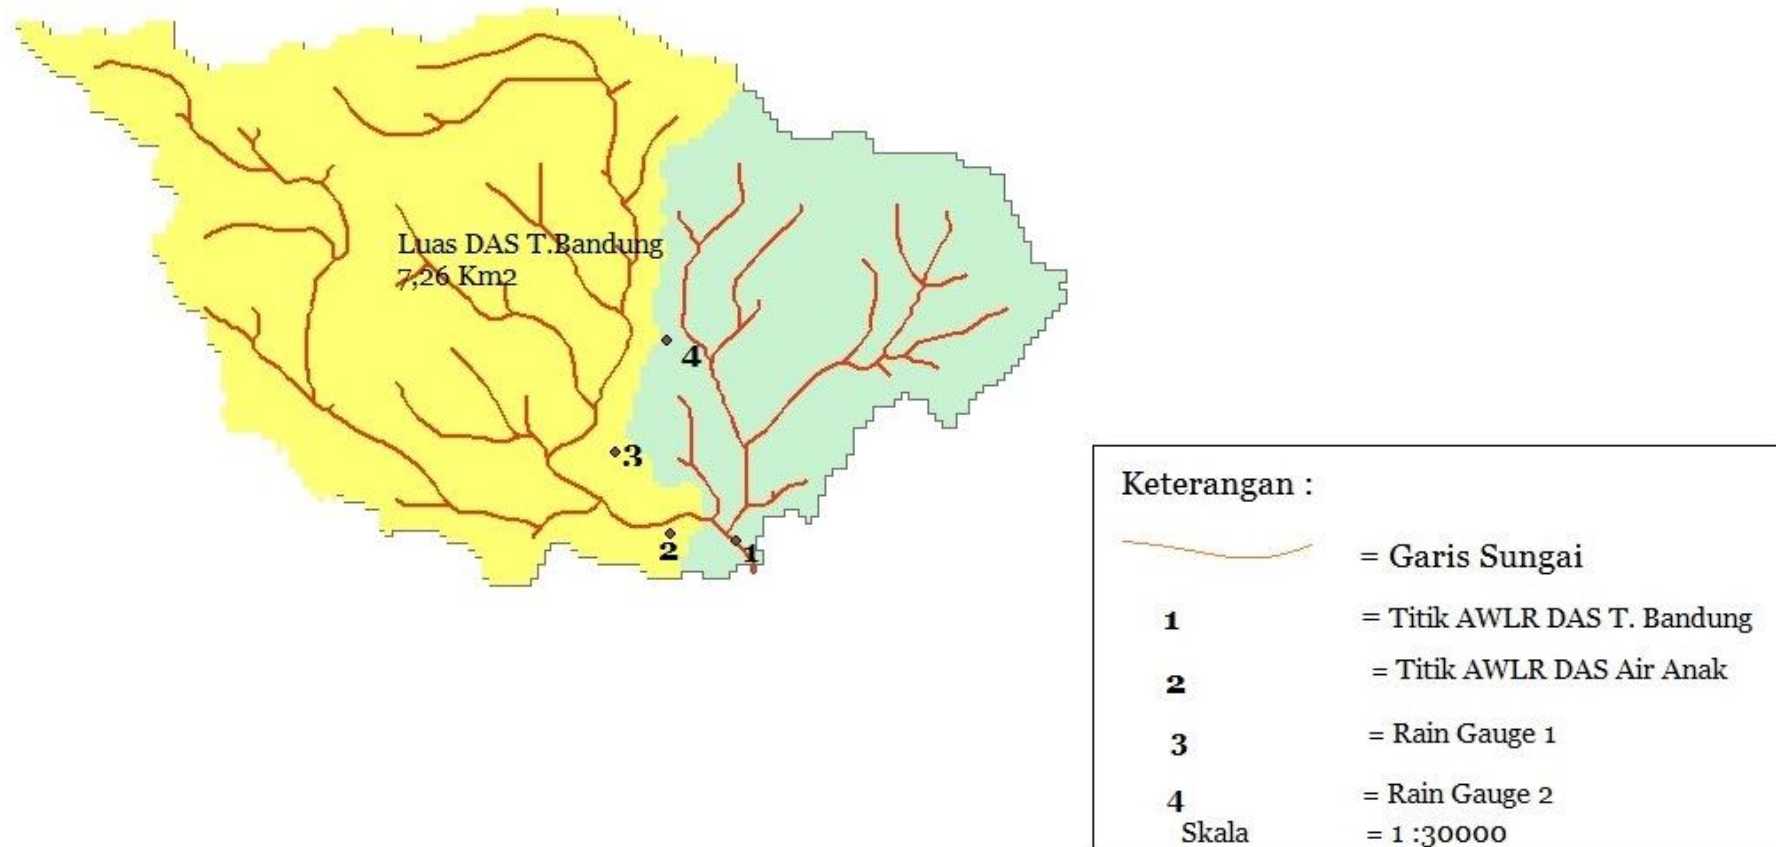 Luas DAS T.Bandung
7,26 Km2
4
3
2
1
Keterangan :
= Garis Sungai
1 = Titik AWLR DAS T. Bandung
2 = Titik AWLR DAS Air Anak
3 = Rain Gauge 1
4 = Rain Gauge 2
Skala = 1 :30000